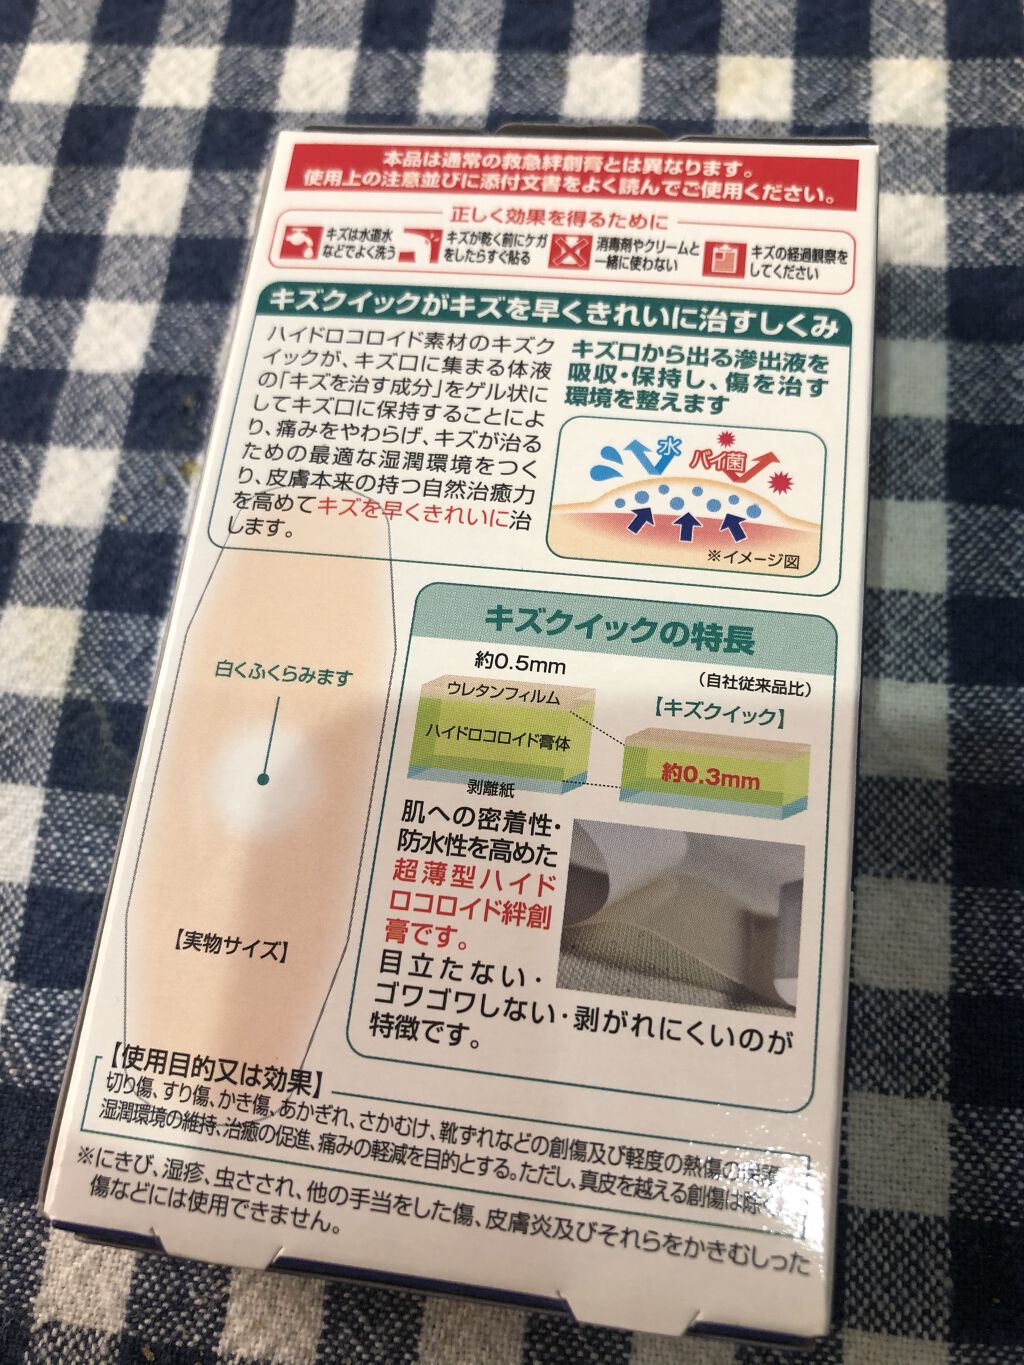 本品は通常の救急絆創膏とは異なります。
使用上の注意並びに添付文書をよく読んでご使用ください。
正しく効果を得るために
キズは水道水
などでよく洗う
キズが乾く前にケガ
をしたらすぐ貼る
消毒剤やクリームと
一緒に使わない
キズの経過観察を
してください
キズクイックがキズを早くきれいに治すしくみ
ハイドロコロイド素材のキズク
イックが、キズ口に集まる体液
の「キズを治す成分」をゲル状に
してキズ口に保持することによ
り、痛みをやわらげ、キズが治る
ための最適な湿潤環境をつく
り、皮膚本来の持つ自然治癒力
を高めてキズを早くきれいに治
します。
キズ口から出る滲出液を
吸収・保持し、傷を治す
環境を整えます
水
バイ菌
※イメージ図
白くふくらみます
【実物サイズ】
キズクイックの特長
約0.5mm
(自社従来品比)
ウレタンフィルム
ハイドロコロイド膏体
剥離紙
【キズクイック】
約0.3mm
肌への密着性・
防水性を高めた
超薄型ハイド
ロコロイド絆創
膏です。
目立たない・
ゴワゴワしない・剥がれにくいのが
特徴です。
【使用目的又は効果】
切り傷、すり傷、かき傷、あかぎれ、さかむけ、靴ずれなどの創傷及び軽度の熱傷の
湿潤環境の維持、治癒の促進、痛みの軽減を目的とする。ただし、真皮を越える創傷は除
※にきび、湿疹、虫さされ、他の手当をした傷、皮膚炎及びそれらをかきむしった
傷などには使用できません。